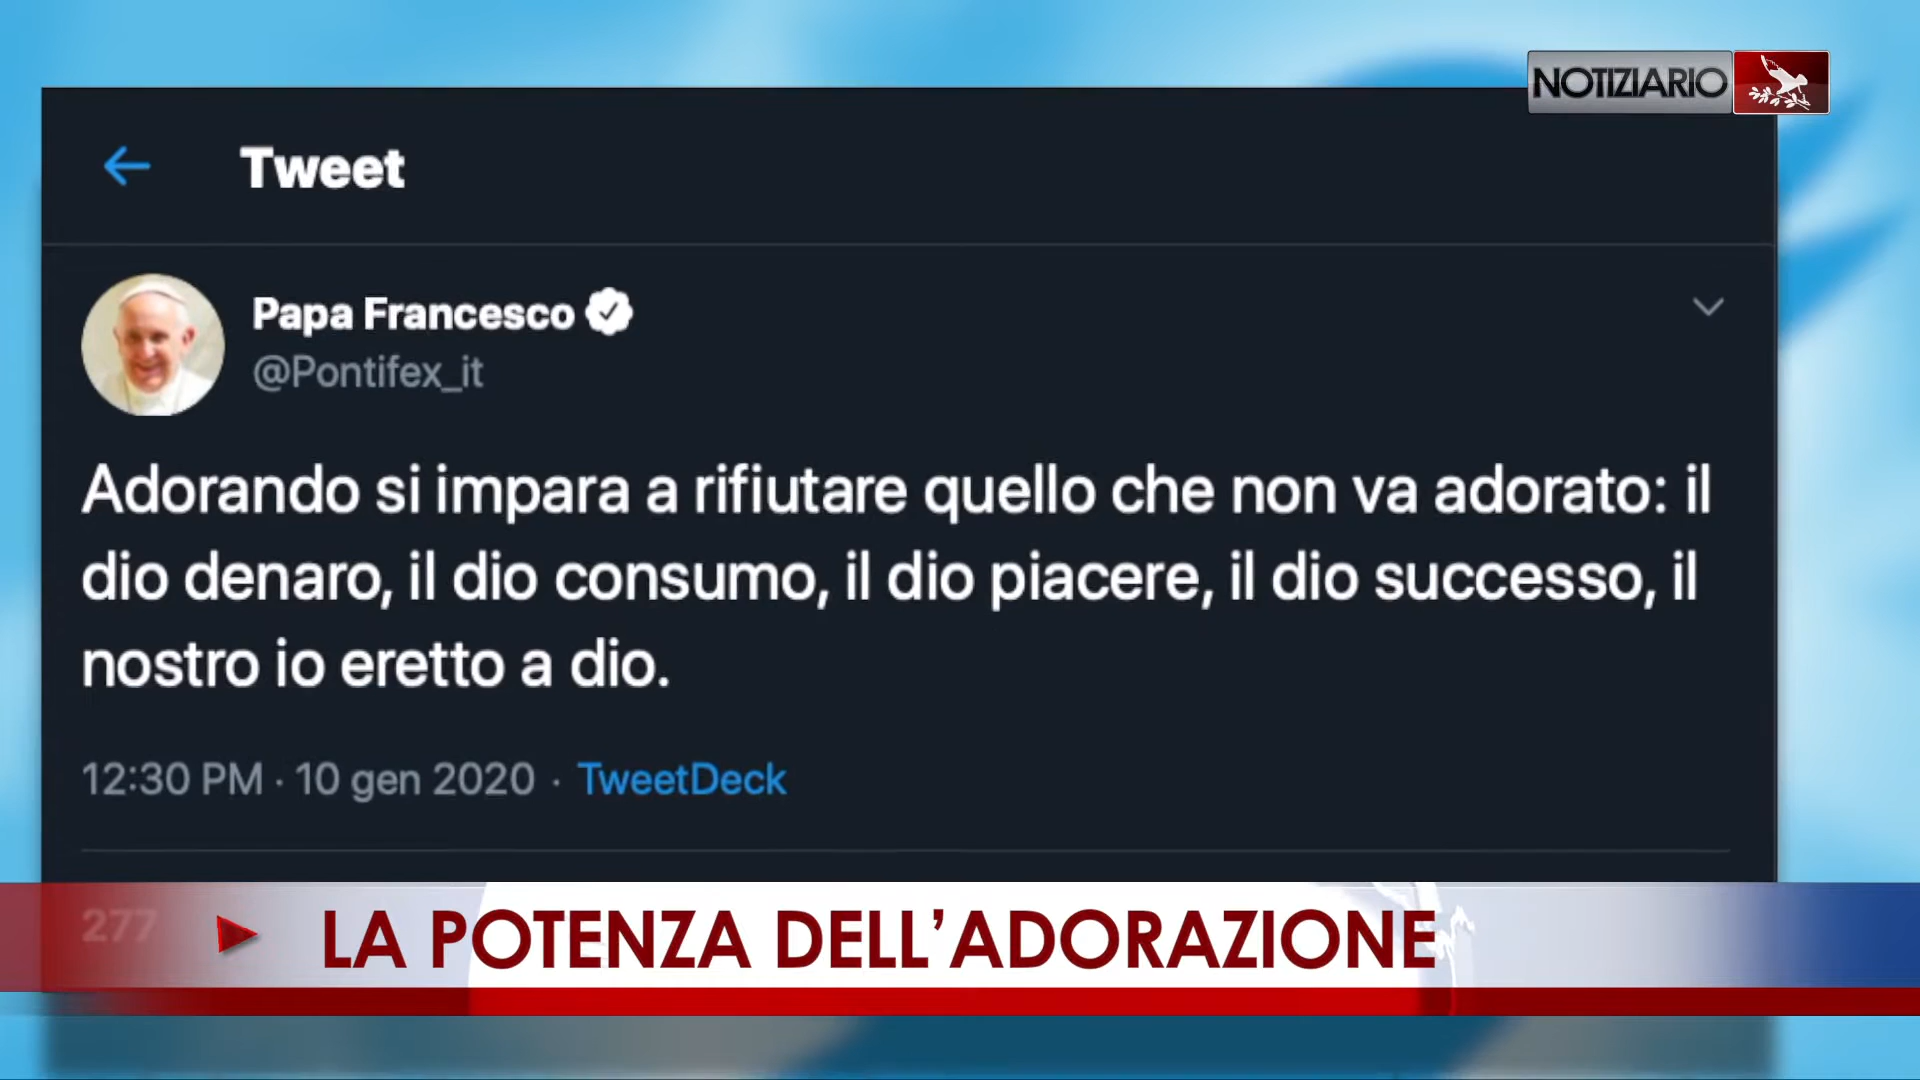 NOTIZIARIO
Tweet
Papa Francesco
@Pontifex_it
Adorando si impara a rifiutare quello che non va adorato: il
dio denaro, il dio consumo, il dio piacere, il dio successo, il
nostro io eretto a dio.
12:30 PM · 10 gen 2020 · TweetDeck
277
LA POTENZA DELL'ADORAZIONE